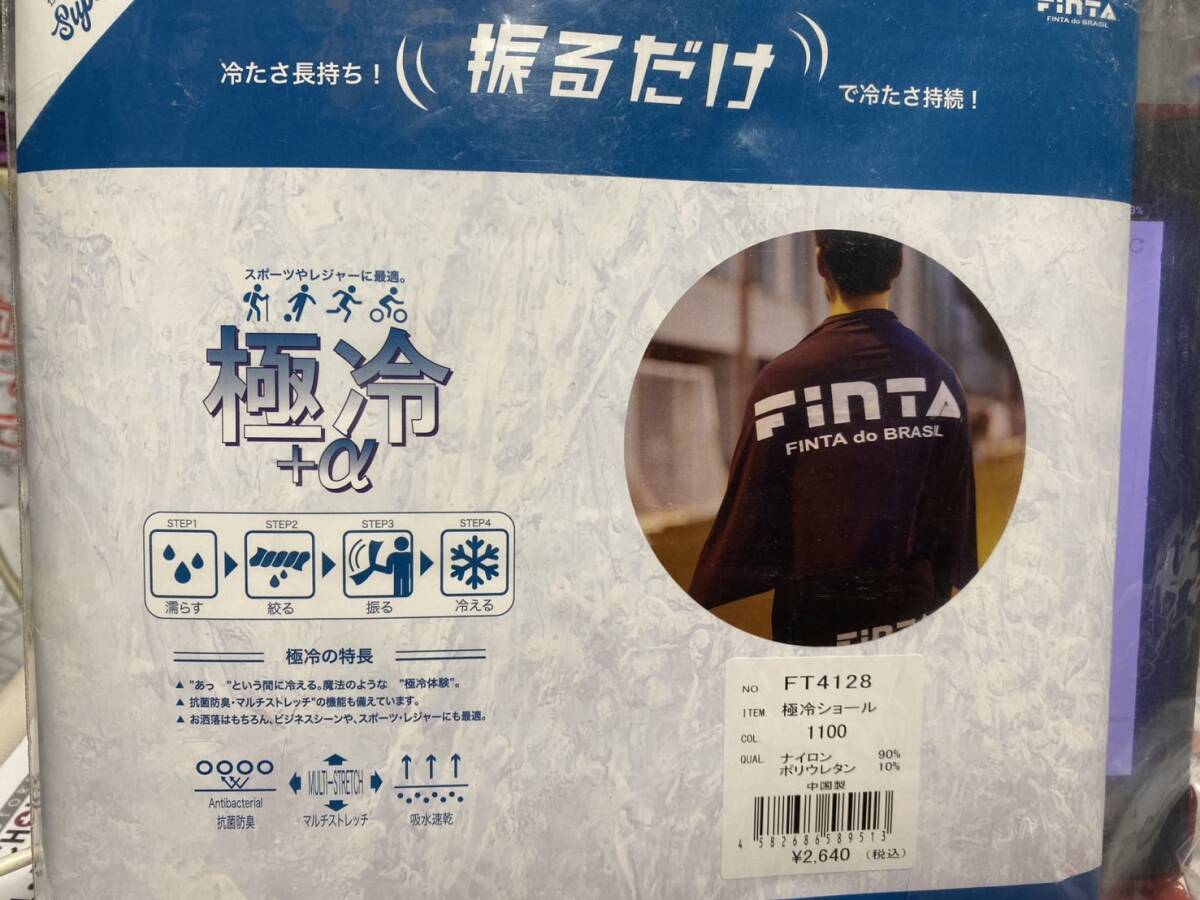 FiNTA
FINTA do BRASIL
冷たさ長持ち!
振るだけ
で冷たさ持続!
スポーツやレジャーに最適。
極冷
+α
STEP1 STEP2 STEP3 STEP4
濡らす 絞る 振る 冷える
極冷の特長
▲ "あっ "という間に冷える。魔法のような "極冷体験"。
▲ 抗菌防臭・マルチストレッチ"の機能も備えています。
▲ お洒落はもちろん、ビジネスシーンや、スポーツ・レジャーにも最適。
Antibacterial
抗菌防臭
MULTI-STRETCH
マルチストレッチ
吸水速乾
FiNTA
FINTA do BRASIL
FiNTA
NO FT4128
ITEM 極冷ショール
COL 1100
QUAL ナイロン 90%
ポリウレタン 10%
中国製
4582686589513
¥2,640 (税込)